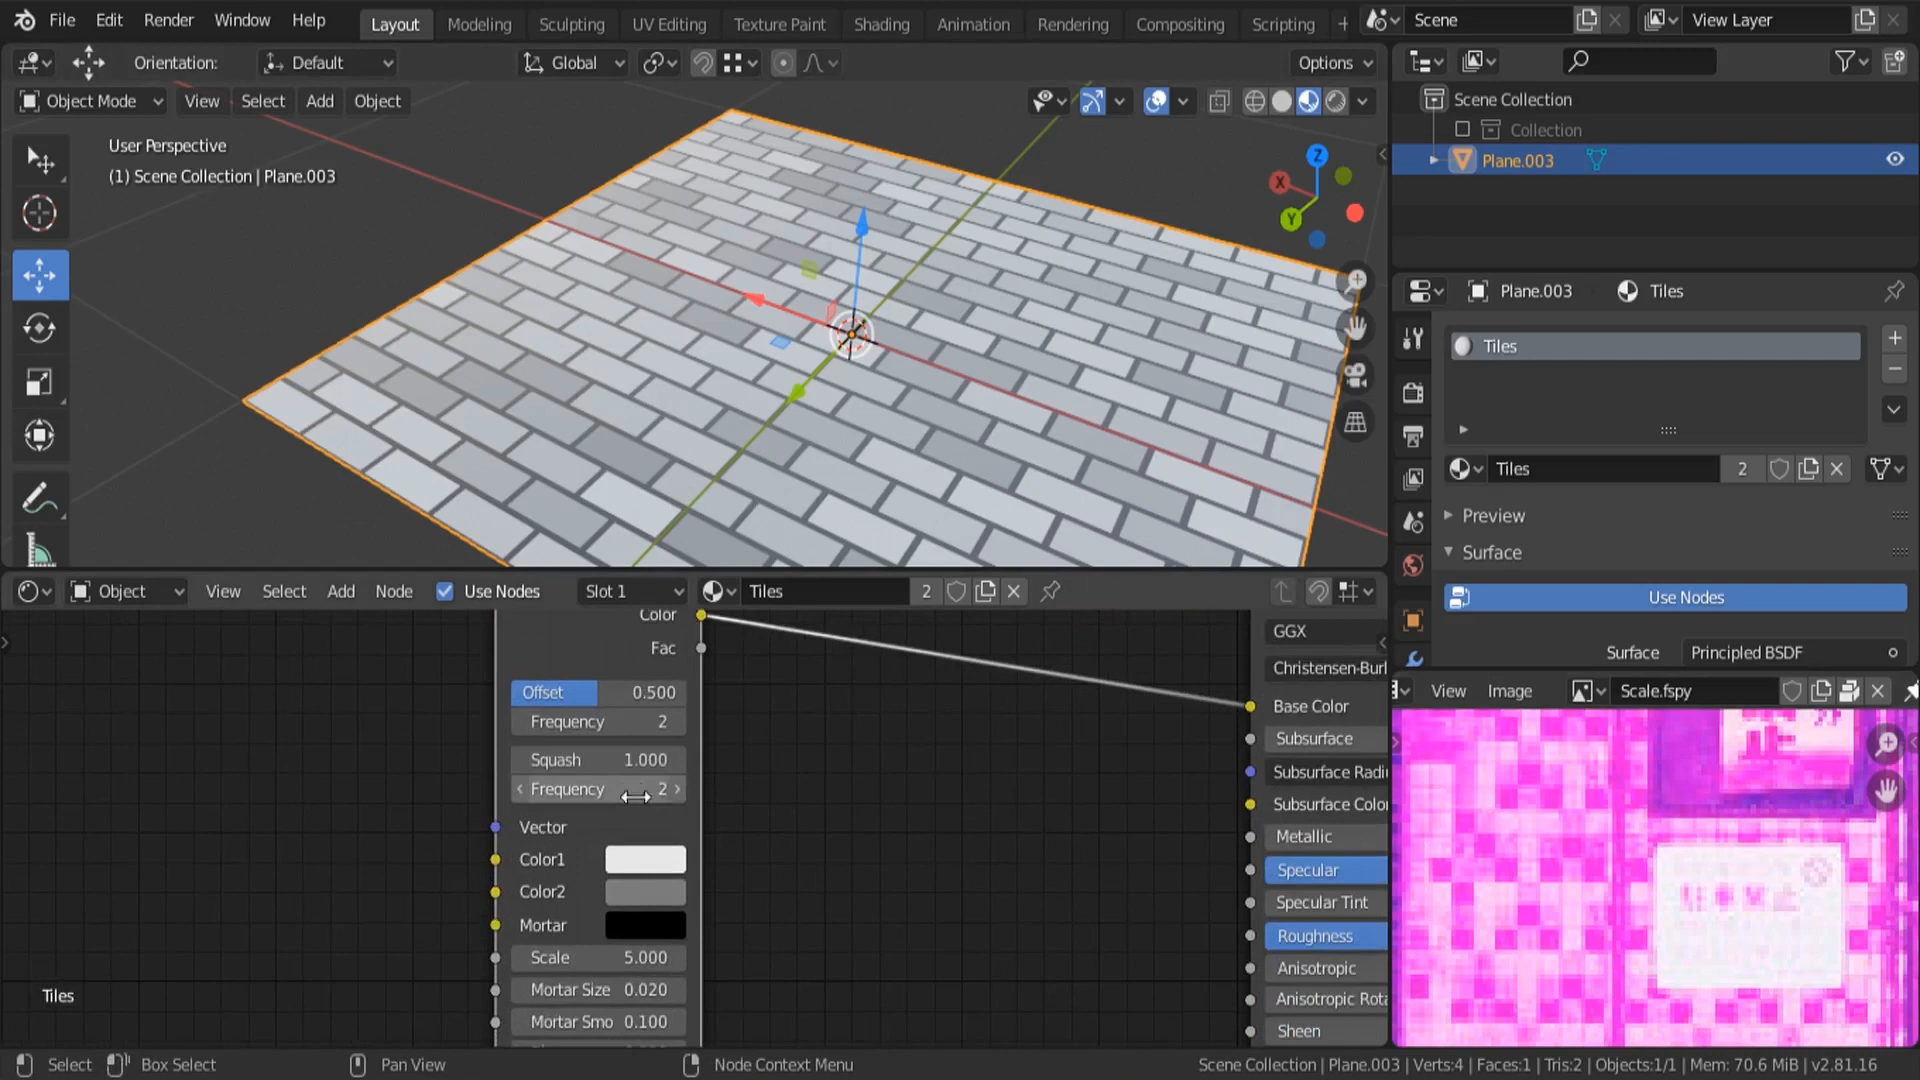 File Edit Render Window Help Layout Modeling Sculpting UV Editing Texture Paint Shading Animation Rendering Compositing Scripting + Scene View Layer
Orientation: Default Global Options
Object Mode View Select Add Object
User Perspective
(1) Scene Collection | Plane.003
Z
X
Y
Scene Collection
Collection
Plane.003
Plane.003 Tiles
Tiles
Tiles 2
Preview
Surface
Use Nodes
Surface Principled BSDF
Object View Select Add Node Use Nodes Slot 1 Tiles 2
Color
Fac
Offset 0.500
Frequency 2
Squash 1.000
Frequency 2
Vector
Color1
Color2
Mortar
Scale 5.000
Mortar Size 0.020
Mortar Smo 0.100
GGX
Christensen-Burl
Base Color
Subsurface
Subsurface Radi
Subsurface Color
Metallic
Specular
Specular Tint
Roughness
Anisotropic
Anisotropic Rota
Sheen
Tiles
View Image Scale.fspy
Select Box Select Pan View Node Context Menu Scene Collection | Plane.003 | Verts:4 | Faces:1 | Tris:2 | Objects:1/1 | Mem: 70.6 MiB | v2.81.16